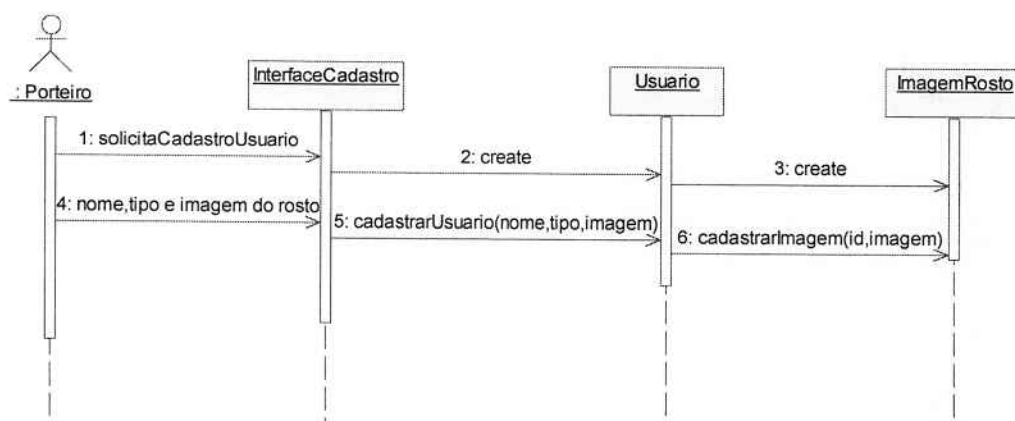 InterfaceCadastro
Usuario
ImagemRosto
: Porteiro
1: solicitaCadastroUsuario
2: create
3: create
4: nome,tipo e imagem do rosto
5: cadastrarUsuario(nome,tipo,imagem)
6: cadastrarImagem(id,imagem)